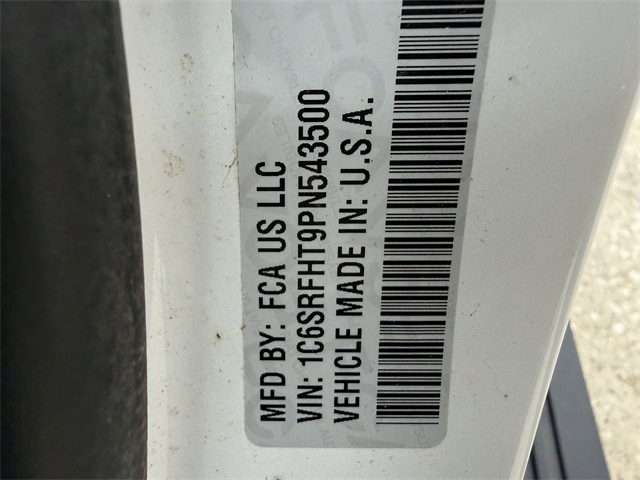 MFD BY: FCA US LLC
VIN: 1C6SRFHT9PN543500
VEHICLE MADE IN: U.S.A.